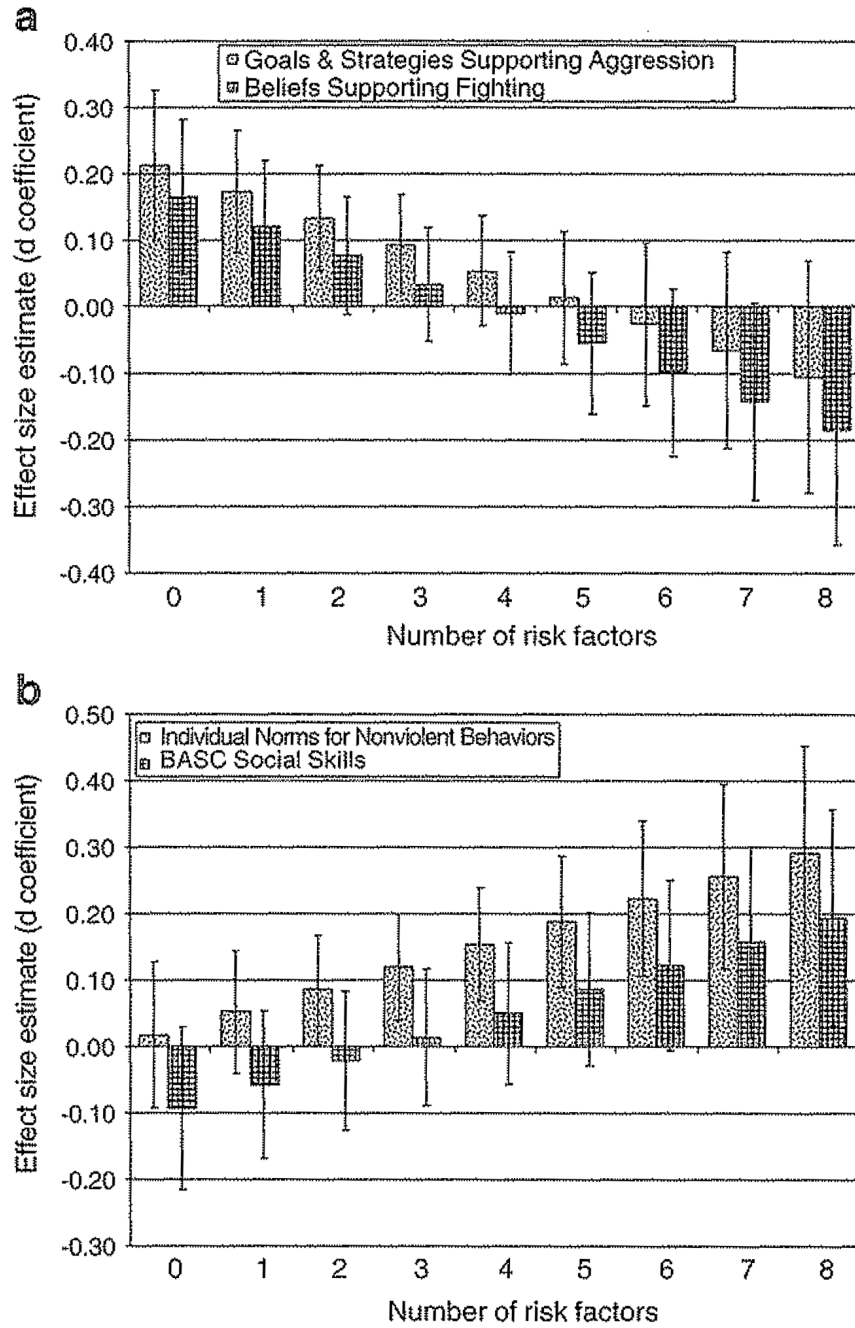 a
0.40
Goals & Strategies Supporting Aggression
Beliefs Supporting Fighting
0.30
0.20
0.10
0.00
-0.10
-0.20
-0.30
-0.40
Effect size estimate (d coefficient)
0 1 2 3 4 5 6 7 8
Number of risk factors
b
0.50
Individual Norms for Nonviolent Behaviors
BASC Social Skills
0.40
0.30
0.20
0.10
0.00
-0.10
-0.20
-0.30
Effect size estimate (d coefficient)
0 1 2 3 4 5 6 7 8
Number of risk factors